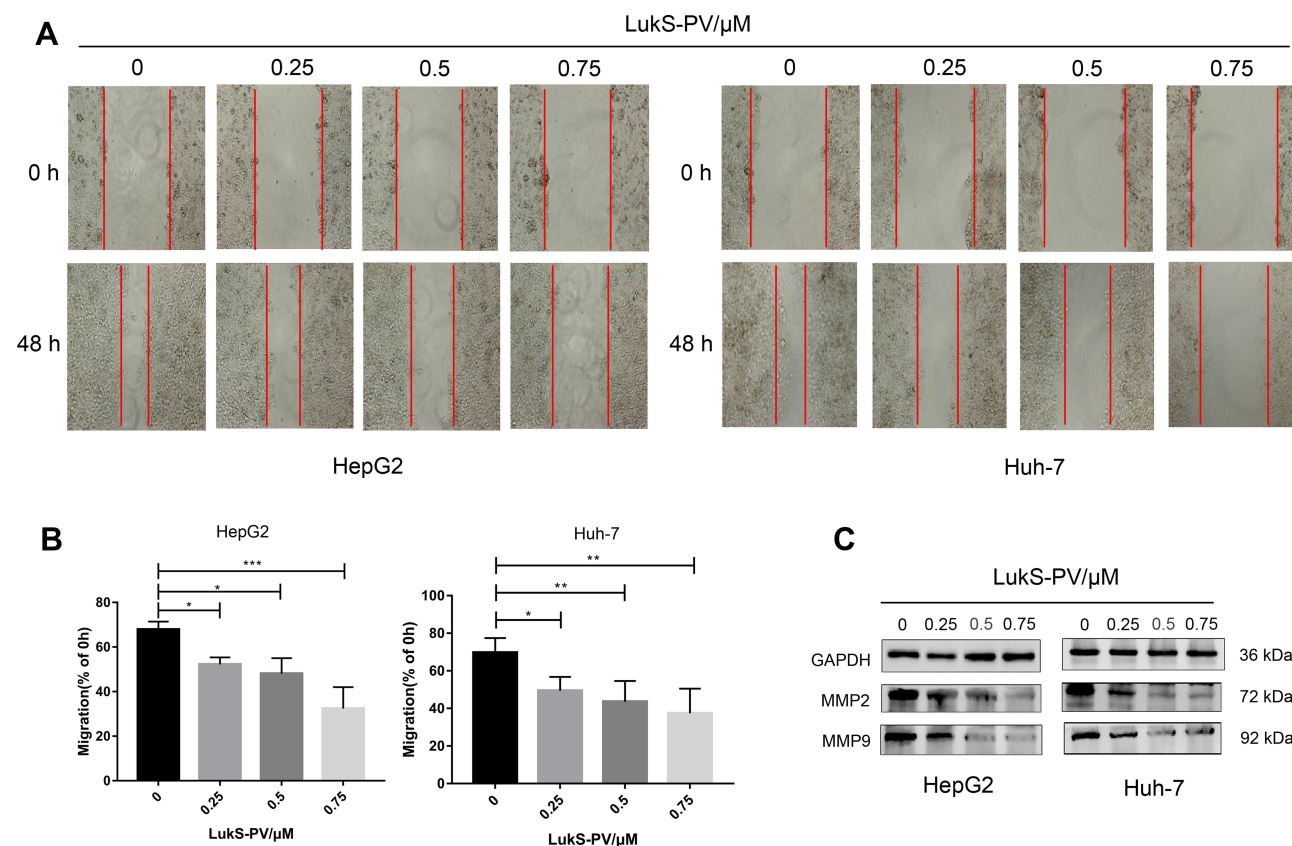 A
LukS-PV/μM
0 0.25 0.5 0.75 0 0.25 0.5 0.75
0 h 0 h
48 h 48 h
HepG2 Huh-7
B
HepG2
***
*
*
Migration(% of 0h)
80
60
40
20
0
0 0.25 0.5 0.75
LukS-PV/μM
Huh-7
**
**
*
Migration(% of 0h)
100
80
60
40
20
0
0 0.25 0.5 0.75
LukS-PV/μM
C
LukS-PV/μM
0 0.25 0.5 0.75 0 0.25 0.5 0.75
GAPDH 36 kDa
MMP2 72 kDa
MMP9 92 kDa
HepG2 Huh-7